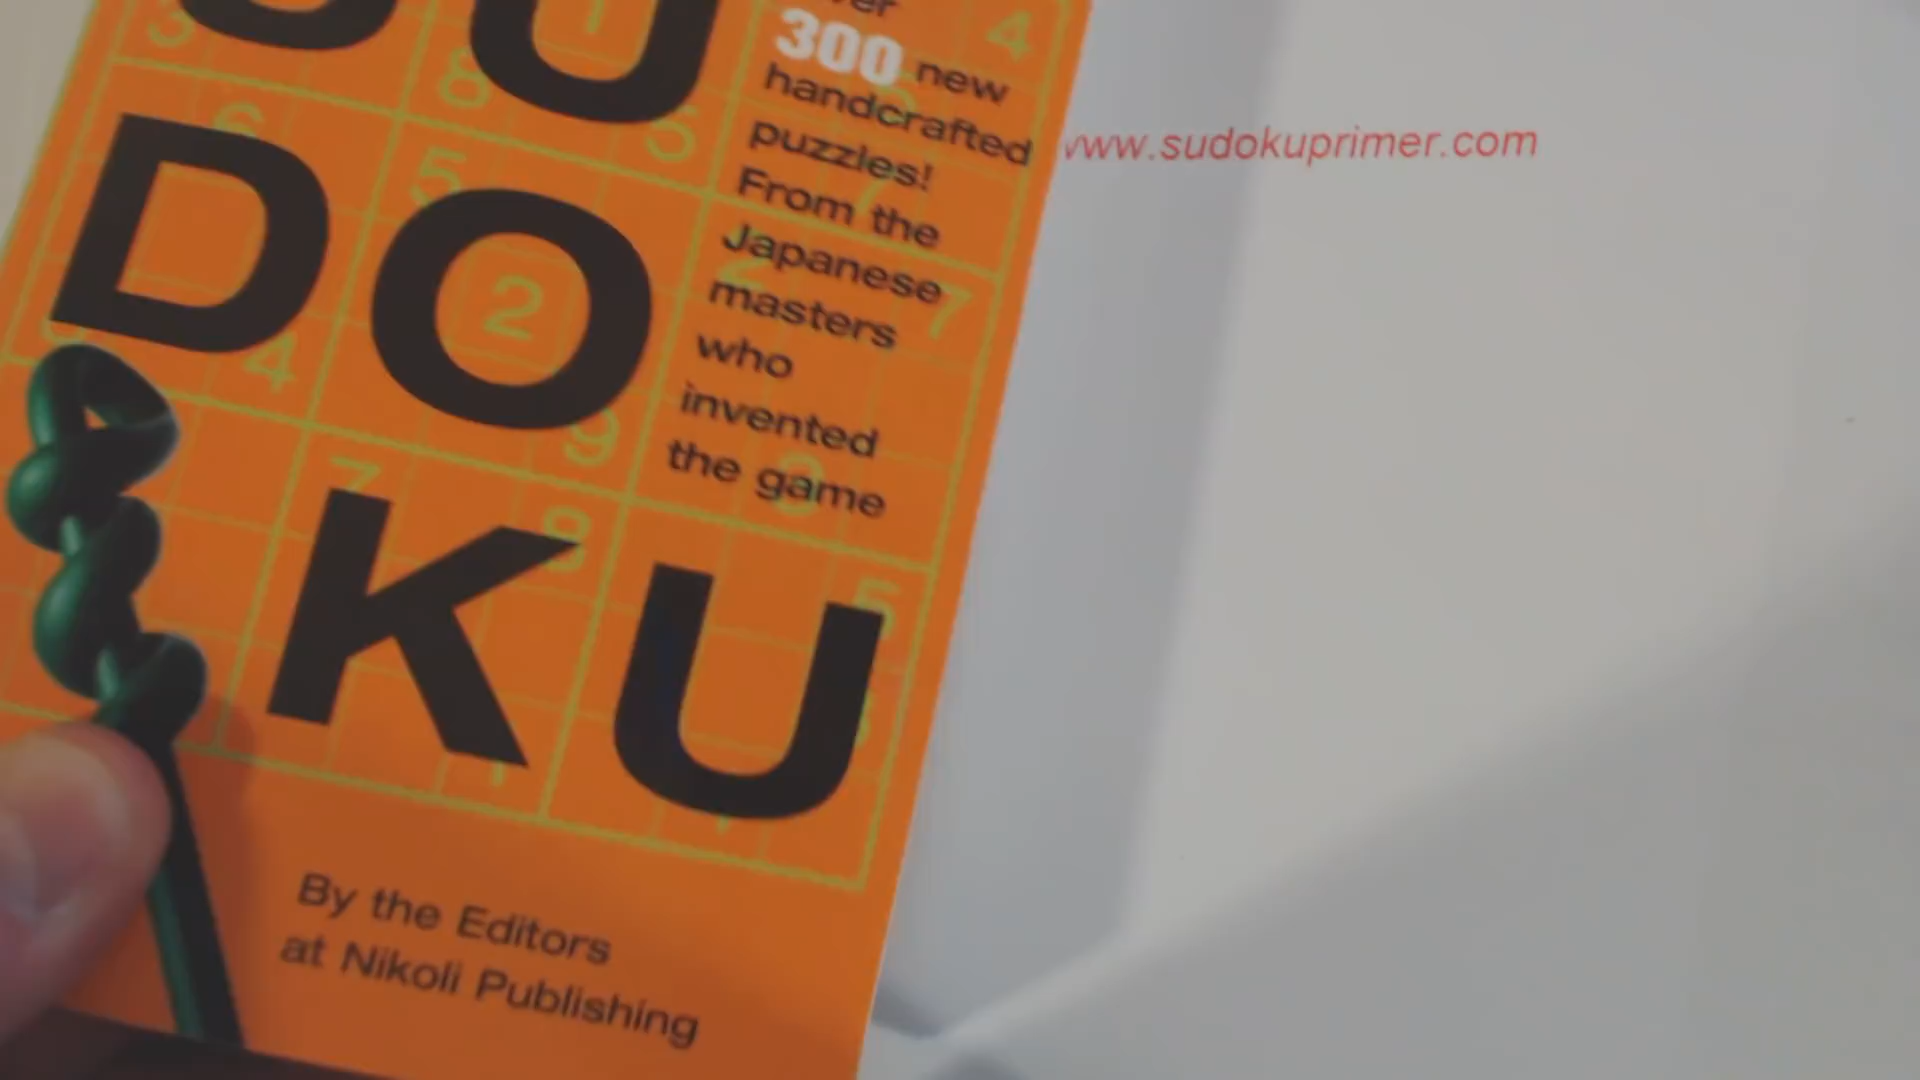 SU
DO
KU
300 new
handcrafted
puzzles!
From the
Japanese
masters
who
invented
the game
By the Editors
at Nikoli Publishing
www.sudokuprimer.com